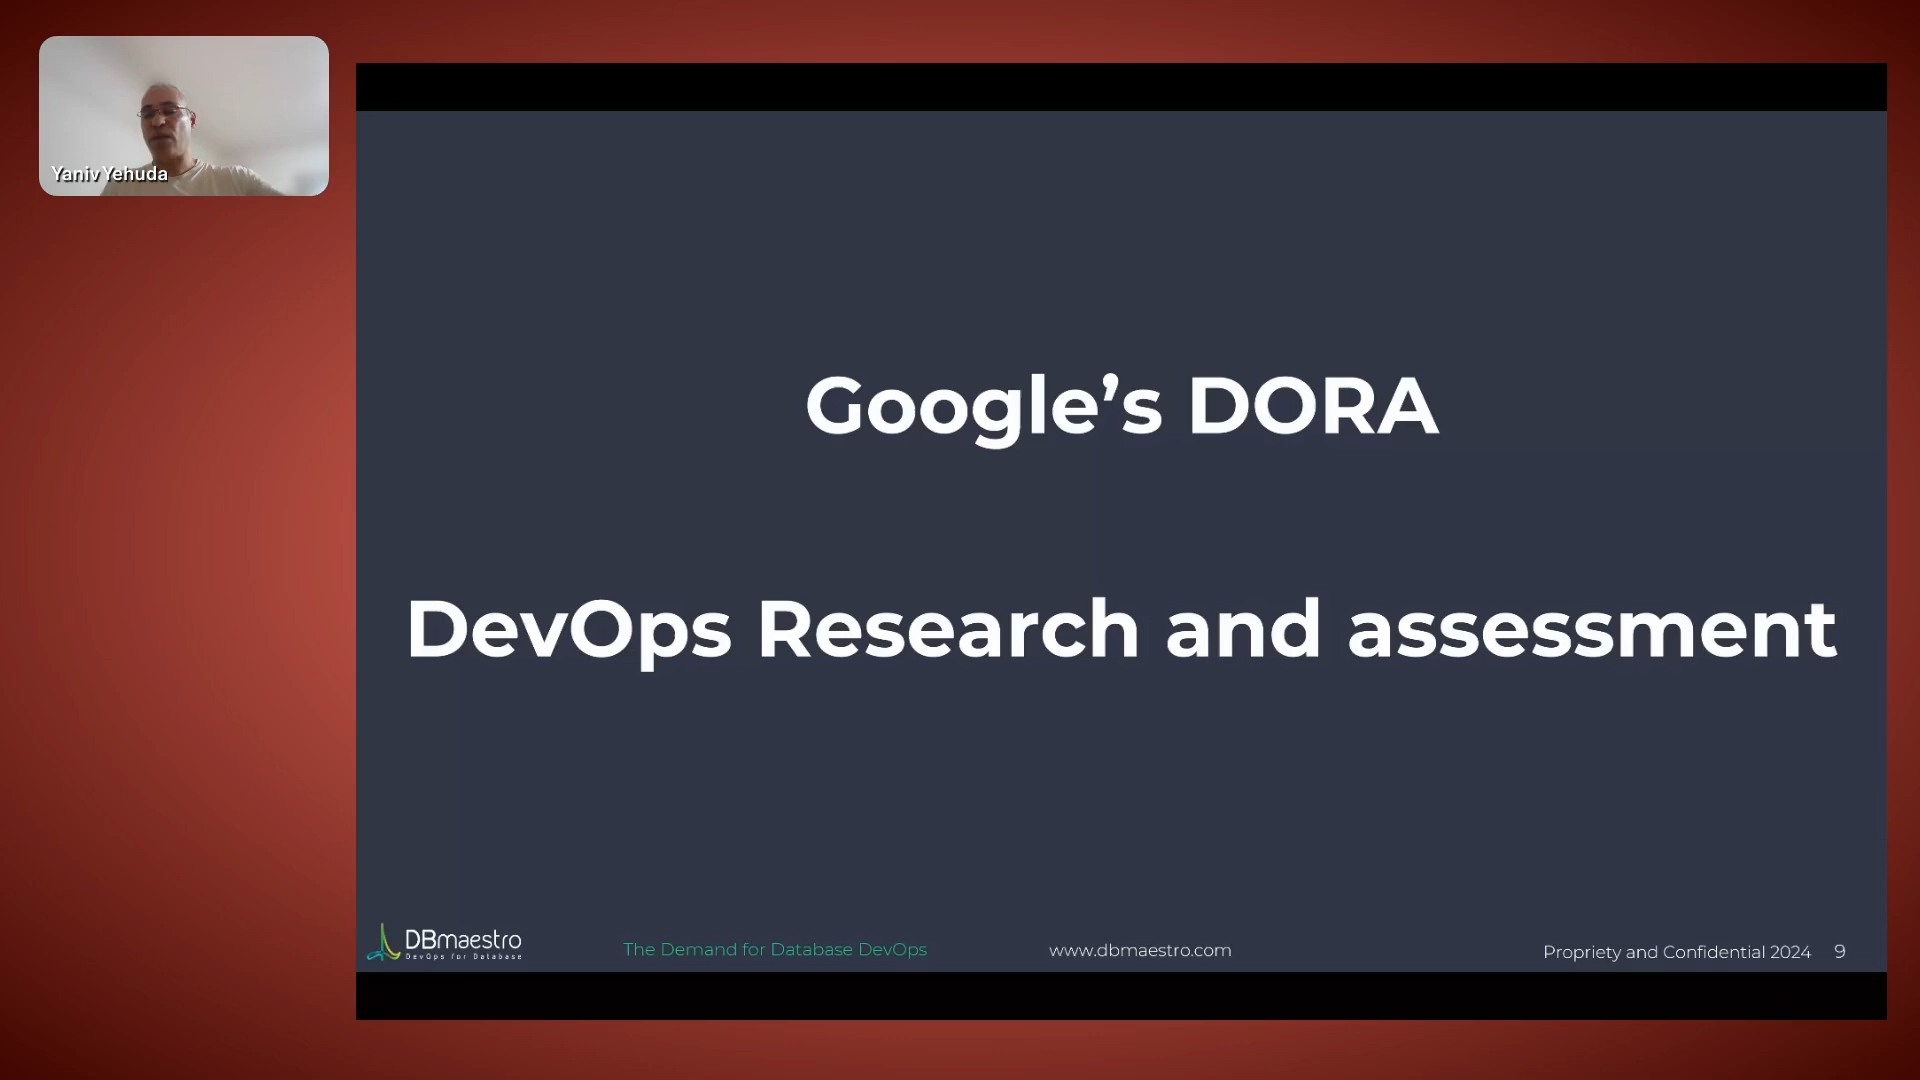 Yaniv Yehuda
Google’s DORA
DevOps Research and assessment
DBmaestro
DevOps for Database
The Demand for Database DevOps
www.dbmaestro.com
Propriety and Confidential 2024
9